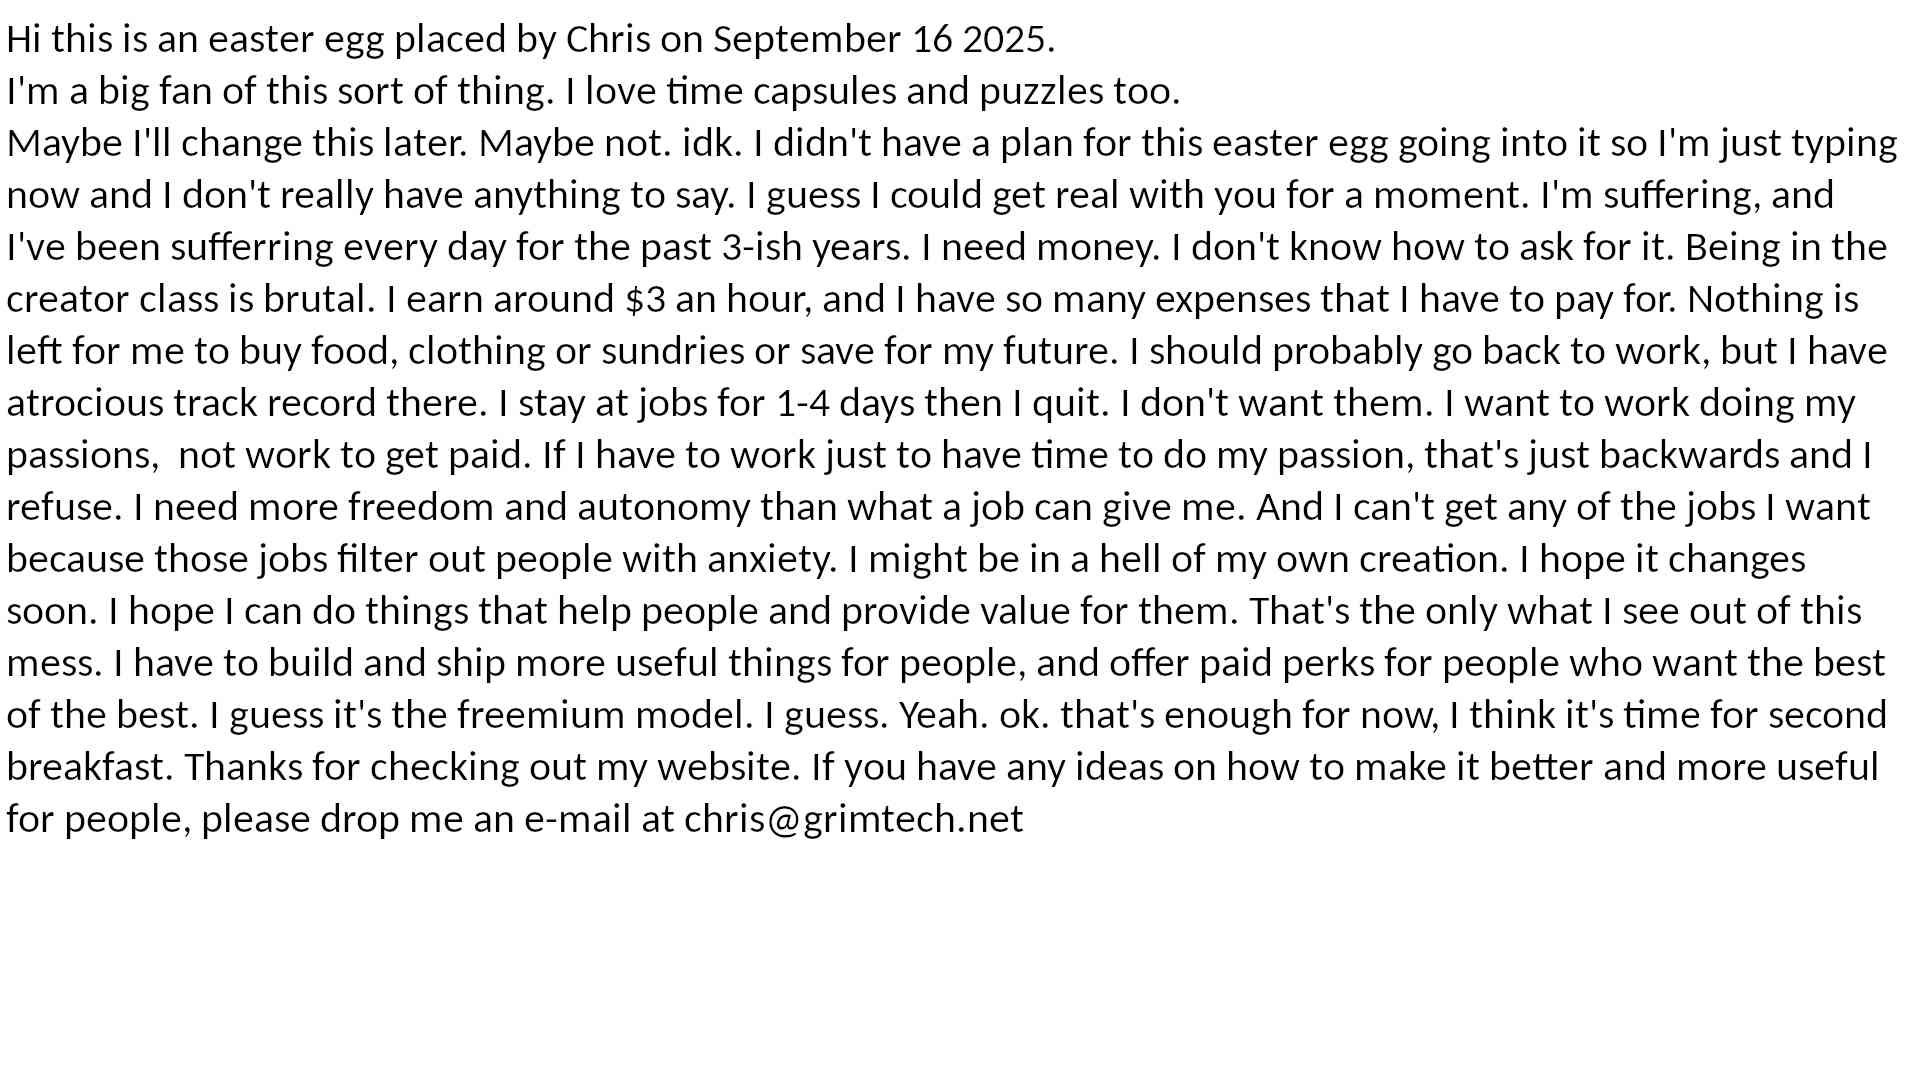 Hi this is an easter egg placed by Chris on September 16 2025.
I'm a big fan of this sort of thing. I love time capsules and puzzles too.
Maybe I'll change this later. Maybe not. idk. I didn't have a plan for this easter egg going into it so I'm just typing
now and I don't really have anything to say. I guess I could get real with you for a moment. I'm suffering, and
I've been sufferring every day for the past 3-ish years. I need money. I don't know how to ask for it. Being in the
creator class is brutal. I earn around $3 an hour, and I have so many expenses that I have to pay for. Nothing is
left for me to buy food, clothing or sundries or save for my future. I should probably go back to work, but I have
atrocious track record there. I stay at jobs for 1-4 days then I quit. I don't want them. I want to work doing my
passions,  not work to get paid. If I have to work just to have time to do my passion, that's just backwards and I
refuse. I need more freedom and autonomy than what a job can give me. And I can't get any of the jobs I want
because those jobs filter out people with anxiety. I might be in a hell of my own creation. I hope it changes
soon. I hope I can do things that help people and provide value for them. That's the only what I see out of this
mess. I have to build and ship more useful things for people, and offer paid perks for people who want the best
of the best. I guess it's the freemium model. I guess. Yeah. ok. that's enough for now, I think it's time for second
breakfast. Thanks for checking out my website. If you have any ideas on how to make it better and more useful
for people, please drop me an e-mail at chris@grimtech.net